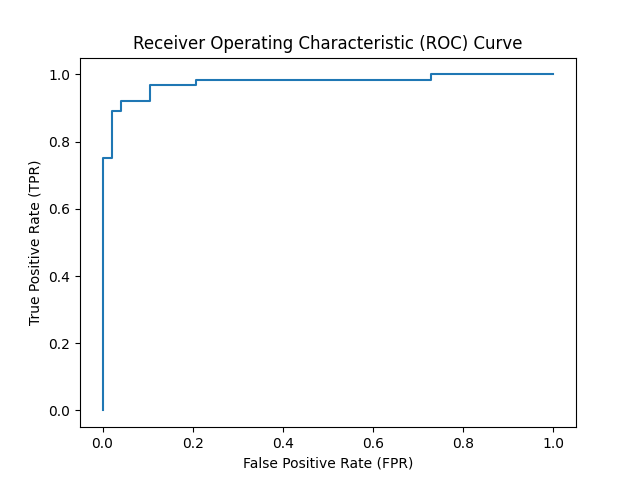 Receiver Operating Characteristic (ROC) Curve
1.0
0.8
0.6
0.4
0.2
0.0
True Positive Rate (TPR)
0.0 0.2 0.4 0.6 0.8 1.0
False Positive Rate (FPR)